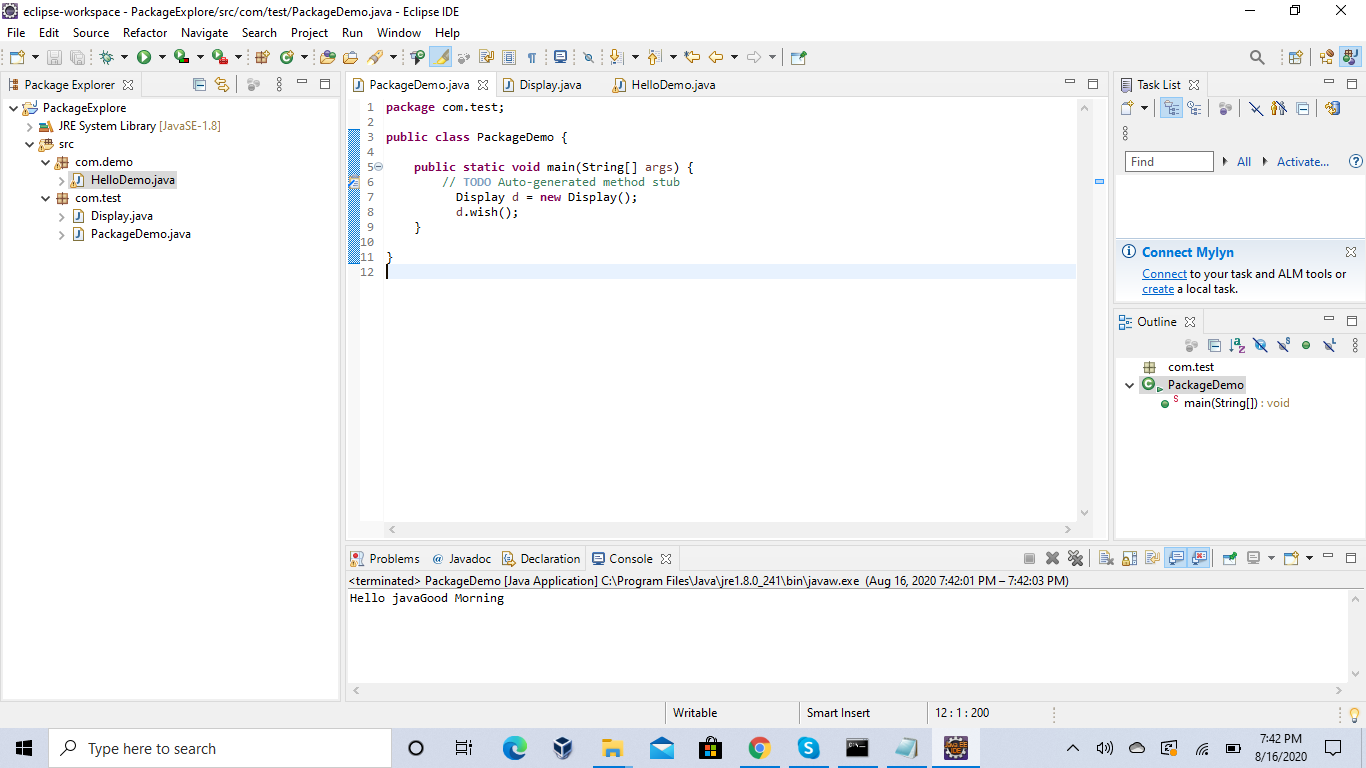 eclipse-workspace - PackageExplore/src/com/test/PackageDemo.java - Eclipse IDE
File Edit Source Refactor Navigate Search Project Run Window Help
Package Explorer
PackageExplore
JRE System Library [JavaSE-1.8]
src
com.demo
HelloDemo.java
com.test
Display.java
PackageDemo.java
PackageDemo.java Display.java HelloDemo.java
1 package com.test;
2
3 public class PackageDemo {
4
5 public static void main(String[] args) {
6 // TODO Auto-generated method stub
7 Display d = new Display();
8 d.wish();
9 }
10
11 }
12
Task List
Find All Activate...
Connect Mylyn
Connect to your task and ALM tools or
create a local task.
Outline
com.test
PackageDemo
main(String[]) : void
Problems @ Javadoc Declaration Console
<terminated> PackageDemo [Java Application] C:\Program Files\Java\jre1.8.0_241\bin\javaw.exe (Aug 16, 2020 7:42:01 PM – 7:42:03 PM)
Hello javaGood Morning
Writable Smart Insert 12 : 1 : 200
Type here to search
7:42 PM
8/16/2020